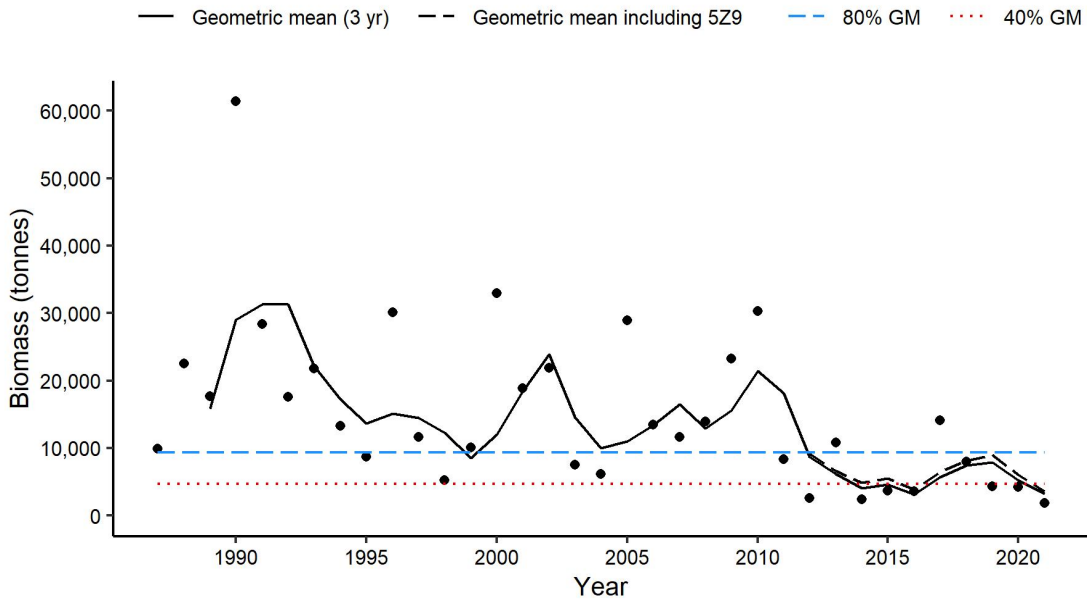 Geometric mean (3 yr) Geometric mean including 5Z9 80% GM 40% GM
60,000
50,000
40,000
30,000
20,000
10,000
0
Biomass (tonnes)
1990 1995 2000 2005 2010 2015 2020
Year